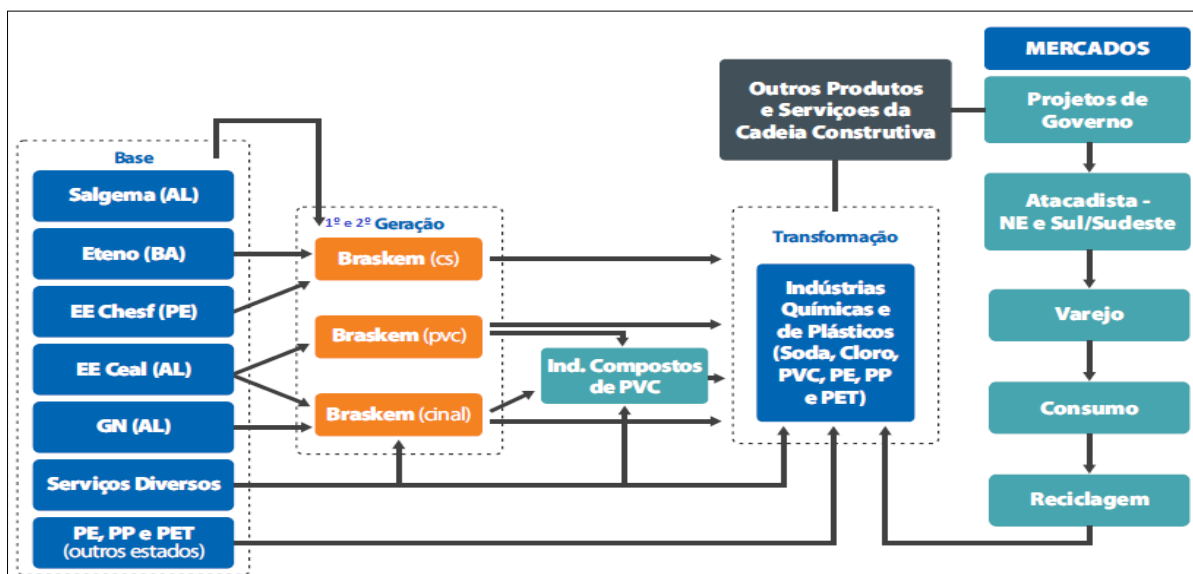 Base
Salgema (AL)
Eteno (BA)
EE Chesf (PE)
EE Ceal (AL)
GN (AL)
Serviços Diversos
PE, PP e PET
(outros estados)
1º e 2º Geração
Braskem (cs)
Braskem (pvc)
Braskem (cinal)
Ind. Compostos
de PVC
Outros Produtos
e Serviçoes da
Cadeia Construtiva
Transformação
Indústrias
Químicas e
de Plásticos
(Soda, Cloro,
PVC, PE, PP
e PET)
MERCADOS
Projetos de
Governo
Atacadista -
NE e Sul/Sudeste
Varejo
Consumo
Reciclagem